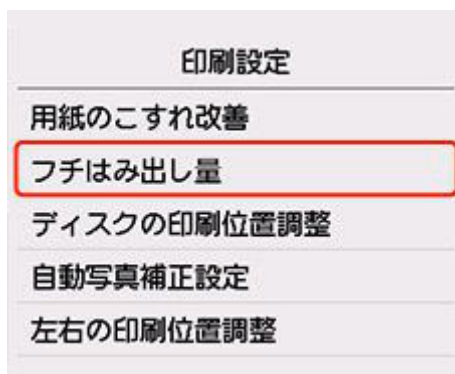 印刷設定
用紙のこすれ改善
フチはみ出し量
ディスクの印刷位置調整
自動写真補正設定
左右の印刷位置調整